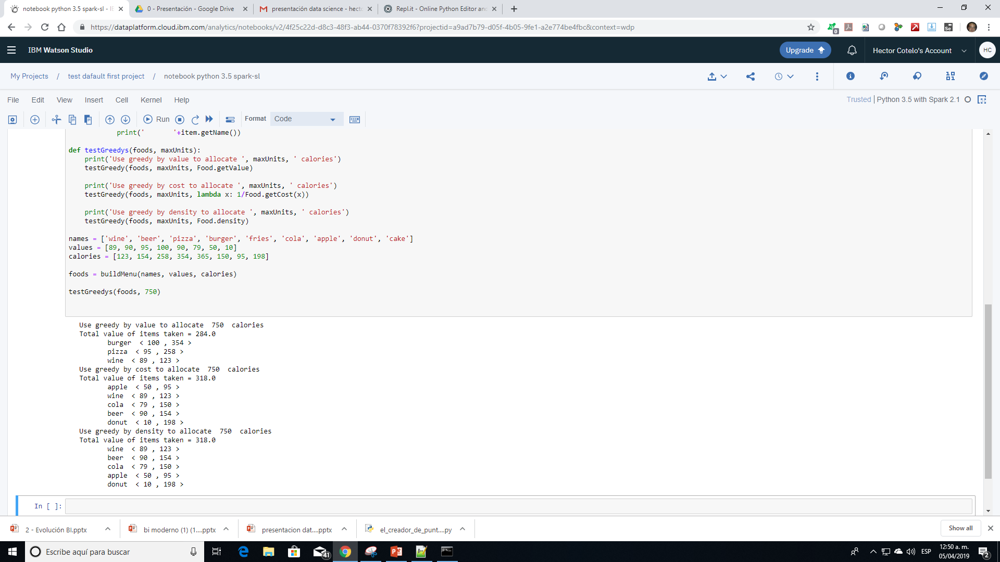 notebook python 3.5 spark-sl - IB
0 - Presentación - Google Drive
presentación data science - hect
Repl.it - Online Python Editor and
https://dataplatform.cloud.ibm.com/analytics/notebooks/v2/4f25c22d-d8c3-48f3-ab44-0370f78392f6?projectid=a9ad7b79-d05f-4b05-9fe1-a2e774be4fbc&context=wdp
0
Se
IBM Watson Studio
Upgrade
Hector Cotelo's Account
HC
My Projects / test dafault first project / notebook python 3.5 spark-sl
File Edit View Insert Cell Kernel Help
Trusted | Python 3.5 with Spark 2.1
Run
Format
Code
print('       '+item.getName())
def testGreedys(foods, maxUnits):
print('Use greedy by value to allocate ', maxUnits, ' calories')
testGreedy(foods, maxUnits, Food.getValue)
print('Use greedy by cost to allocate ', maxUnits, ' calories')
testGreedy(foods, maxUnits, lambda x: 1/Food.getCost(x))
print('Use greedy by density to allocate ', maxUnits, ' calories')
testGreedy(foods, maxUnits, Food.density)
names = ['wine', 'beer', 'pizza', 'burger', 'fries', 'cola', 'apple', 'donut', 'cake']
values = [89, 90, 95, 100, 90, 79, 50, 10]
calories = [123, 154, 258, 354, 365, 150, 95, 198]
foods = buildMenu(names, values, calories)
testGreedys(foods, 750)
Use greedy by value to allocate  750  calories
Total value of items taken = 284.0
burger  < 100 , 354 >
pizza  < 95 , 258 >
wine  < 89 , 123 >
Use greedy by cost to allocate  750  calories
Total value of items taken = 318.0
apple  < 50 , 95 >
wine  < 89 , 123 >
cola  < 79 , 150 >
beer  < 90 , 154 >
donut  < 10 , 198 >
Use greedy by density to allocate  750  calories
Total value of items taken = 318.0
wine  < 89 , 123 >
beer  < 90 , 154 >
cola  < 79 , 150 >
apple  < 50 , 95 >
donut  < 10 , 198 >
In [ ]:
2 - Evolución BI.pptx
bi moderno (1) (1....pptx
presentacion dat....pptx
el_creador_de_punt....py
Show all
Escribe aquí para buscar
41
ESP
12:50 a. m.
05/04/2019
2